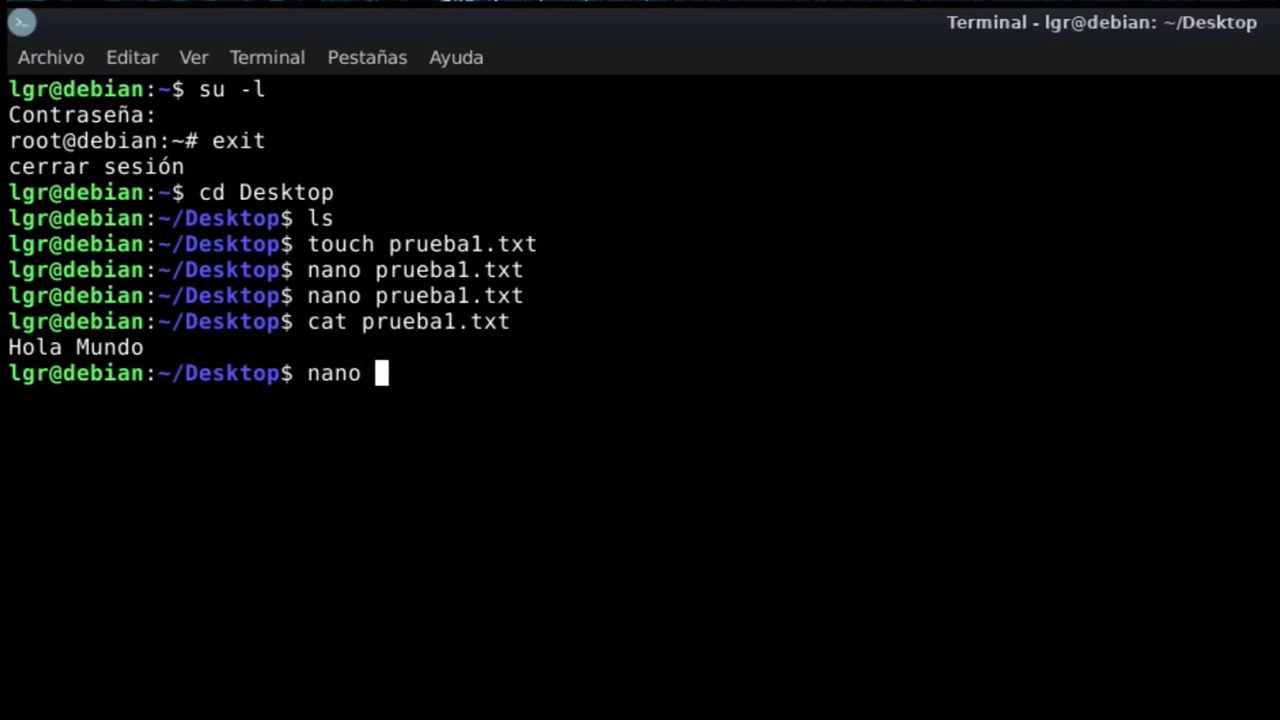 Terminal - lgr@debian: ~/Desktop
Archivo Editar Ver Terminal Pestañas Ayuda
lgr@debian:~$ su -l
Contraseña:
root@debian:~# exit
cerrar sesión
lgr@debian:~$ cd Desktop
lgr@debian:~/Desktop$ ls
lgr@debian:~/Desktop$ touch prueba1.txt
lgr@debian:~/Desktop$ nano prueba1.txt
lgr@debian:~/Desktop$ nano prueba1.txt
lgr@debian:~/Desktop$ cat prueba1.txt
Hola Mundo
lgr@debian:~/Desktop$ nano